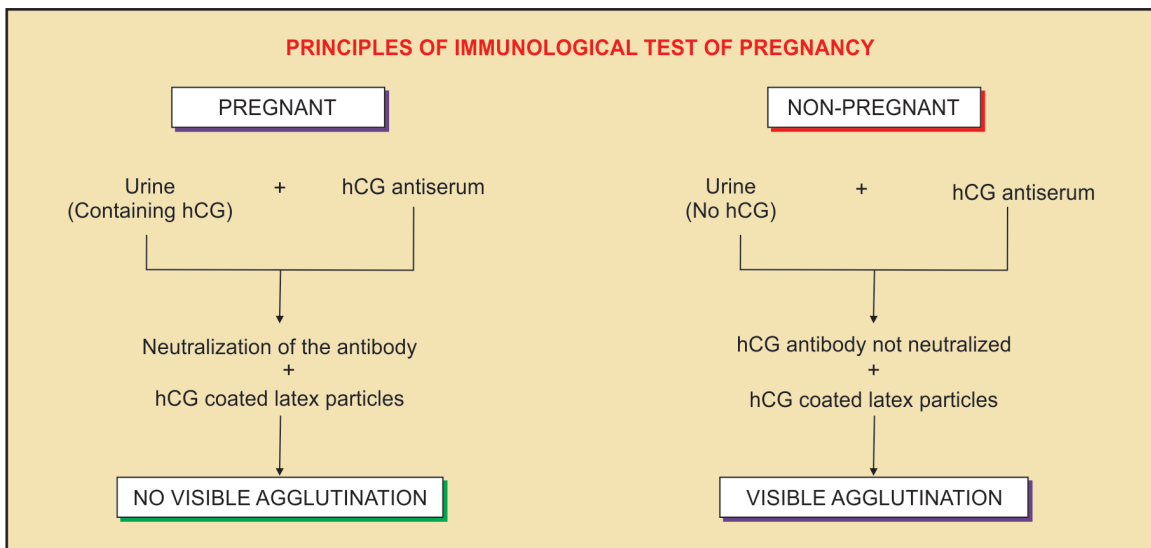 PRINCIPLES OF IMMUNOLOGICAL TEST OF PREGNANCY
PREGNANT
Urine + hCG antiserum
(Containing hCG)
Neutralization of the antibody
+
hCG coated latex particles
NO VISIBLE AGGLUTINATION
NON-PREGNANT
Urine + hCG antiserum
(No hCG)
hCG antibody not neutralized
+
hCG coated latex particles
VISIBLE AGGLUTINATION